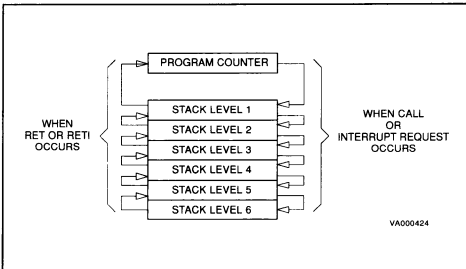 PROGRAM COUNTER
WHEN
RET OR RETI
OCCURS
STACK LEVEL 1
STACK LEVEL 2
STACK LEVEL 3
STACK LEVEL 4
STACK LEVEL 5
STACK LEVEL 6
WHEN CALL
OR
INTERRUPT REQUEST
OCCURS
VA000424